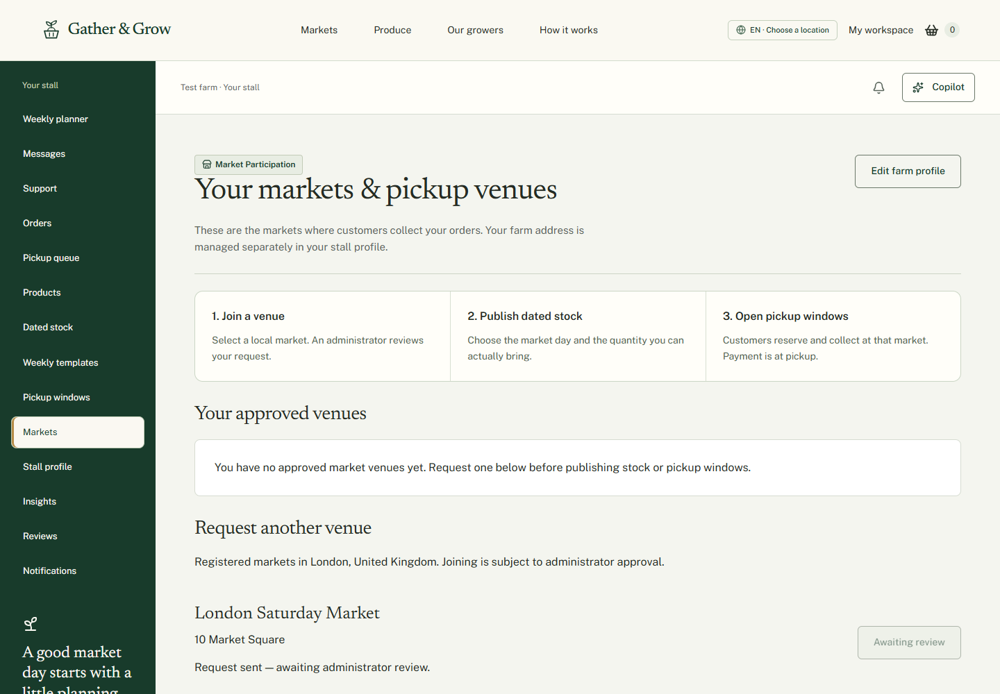 Gather & Grow
Markets
Produce
Our growers
How it works
EN · Choose a location
My workspace
0
Your stall
Weekly planner
Messages
Support
Orders
Pickup queue
Products
Dated stock
Weekly templates
Pickup windows
Markets
Stall profile
Insights
Reviews
Notifications
A good market
day starts with a
little planning
Test farm · Your stall
Copilot
Market Participation
Your markets & pickup venues
Edit farm profile
These are the markets where customers collect your orders. Your farm address is
managed separately in your stall profile.
1. Join a venue
Select a local market. An administrator reviews
your request.
2. Publish dated stock
Choose the market day and the quantity you can
actually bring.
3. Open pickup windows
Customers reserve and collect at that market.
Payment is at pickup.
Your approved venues
You have no approved market venues yet. Request one below before publishing stock or pickup windows.
Request another venue
Registered markets in London, United Kingdom. Joining is subject to administrator approval.
London Saturday Market
10 Market Square
Request sent — awaiting administrator review.
Awaiting review